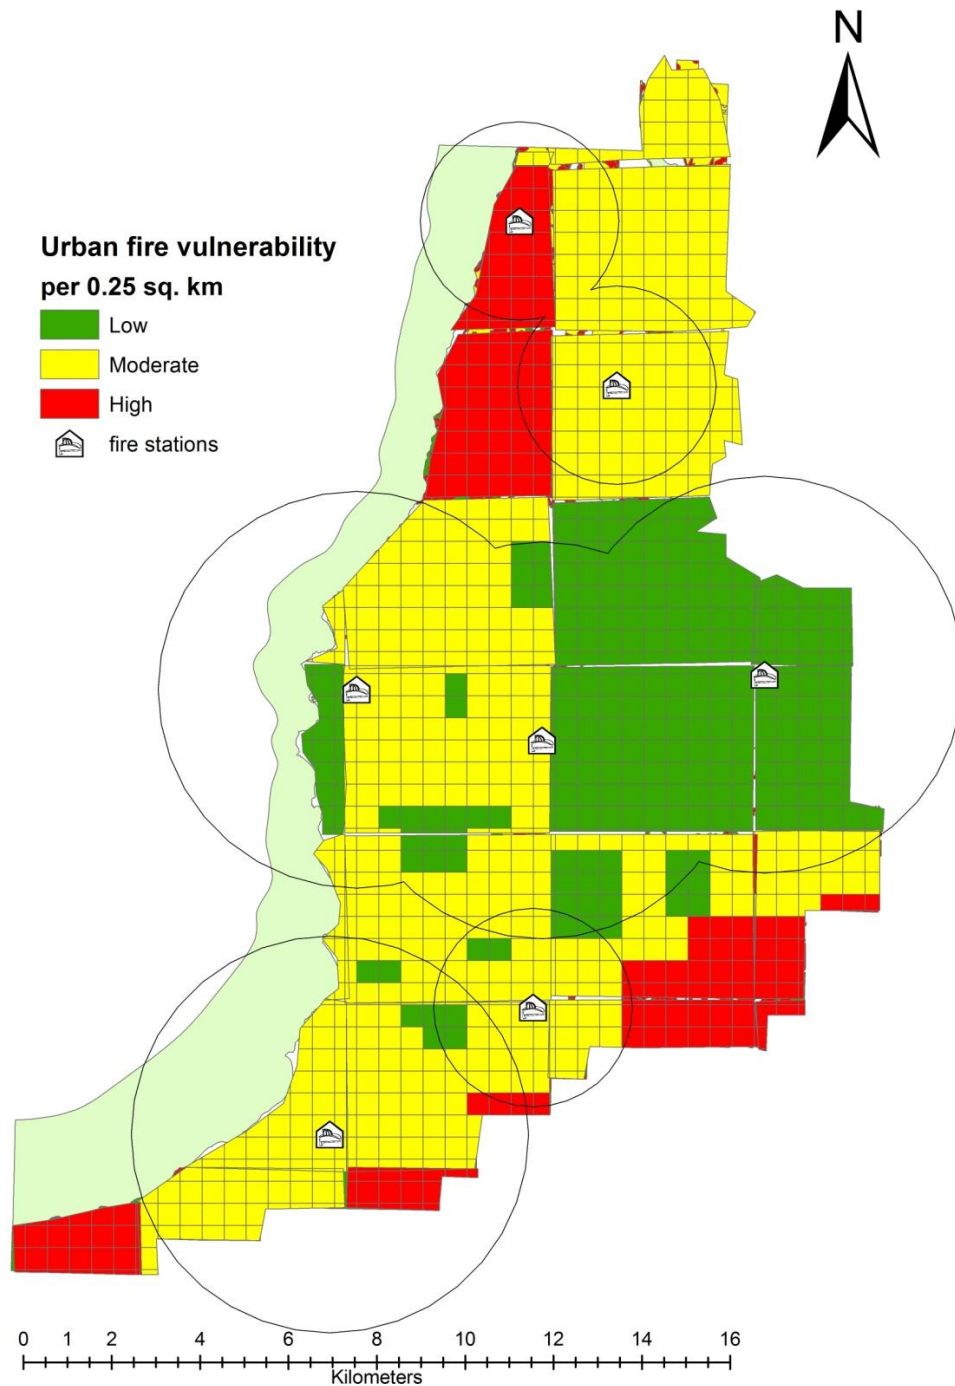 N
Urban fire vulnerability
per 0.25 sq. km
Low
Moderate
High
fire stations
0 1 2 4 6 8 10 12 14 16
Kilometers